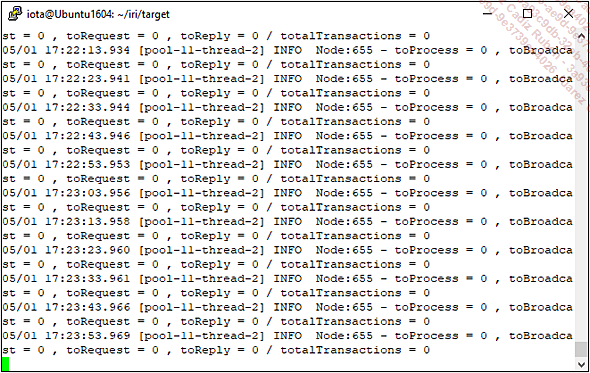 iota@Ubuntu1604: ~/iri/target
st = 0 , toRequest = 0 , toReply = 0 / totalTransactions = 0
05/01 17:22:13.934 [pool-11-thread-2] INFO  Node:655 - toProcess = 0 , toBroadca
st = 0 , toRequest = 0 , toReply = 0 / totalTransactions = 0
05/01 17:22:23.941 [pool-11-thread-2] INFO  Node:655 - toProcess = 0 , toBroadca
st = 0 , toRequest = 0 , toReply = 0 / totalTransactions = 0
05/01 17:22:33.944 [pool-11-thread-2] INFO  Node:655 - toProcess = 0 , toBroadca
st = 0 , toRequest = 0 , toReply = 0 / totalTransactions = 0
05/01 17:22:43.946 [pool-11-thread-2] INFO  Node:655 - toProcess = 0 , toBroadca
st = 0 , toRequest = 0 , toReply = 0 / totalTransactions = 0
05/01 17:22:53.953 [pool-11-thread-2] INFO  Node:655 - toProcess = 0 , toBroadca
st = 0 , toRequest = 0 , toReply = 0 / totalTransactions = 0
05/01 17:23:03.956 [pool-11-thread-2] INFO  Node:655 - toProcess = 0 , toBroadca
st = 0 , toRequest = 0 , toReply = 0 / totalTransactions = 0
05/01 17:23:13.958 [pool-11-thread-2] INFO  Node:655 - toProcess = 0 , toBroadca
st = 0 , toRequest = 0 , toReply = 0 / totalTransactions = 0
05/01 17:23:23.960 [pool-11-thread-2] INFO  Node:655 - toProcess = 0 , toBroadca
st = 0 , toRequest = 0 , toReply = 0 / totalTransactions = 0
05/01 17:23:33.961 [pool-11-thread-2] INFO  Node:655 - toProcess = 0 , toBroadca
st = 0 , toRequest = 0 , toReply = 0 / totalTransactions = 0
05/01 17:23:43.966 [pool-11-thread-2] INFO  Node:655 - toProcess = 0 , toBroadca
st = 0 , toRequest = 0 , toReply = 0 / totalTransactions = 0
05/01 17:23:53.969 [pool-11-thread-2] INFO  Node:655 - toProcess = 0 , toBroadca
st = 0 , toRequest = 0 , toReply = 0 / totalTransactions = 0